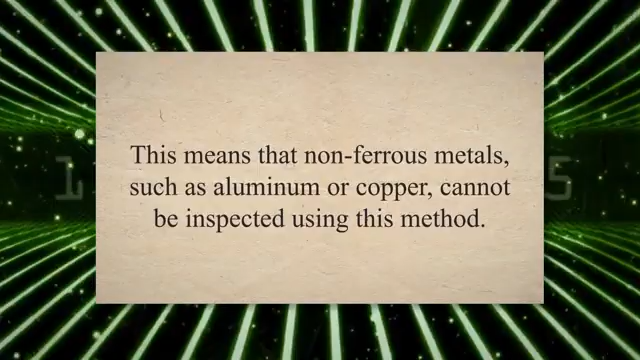 This means that non-ferrous metals,
such as aluminum or copper, cannot
be inspected using this method.